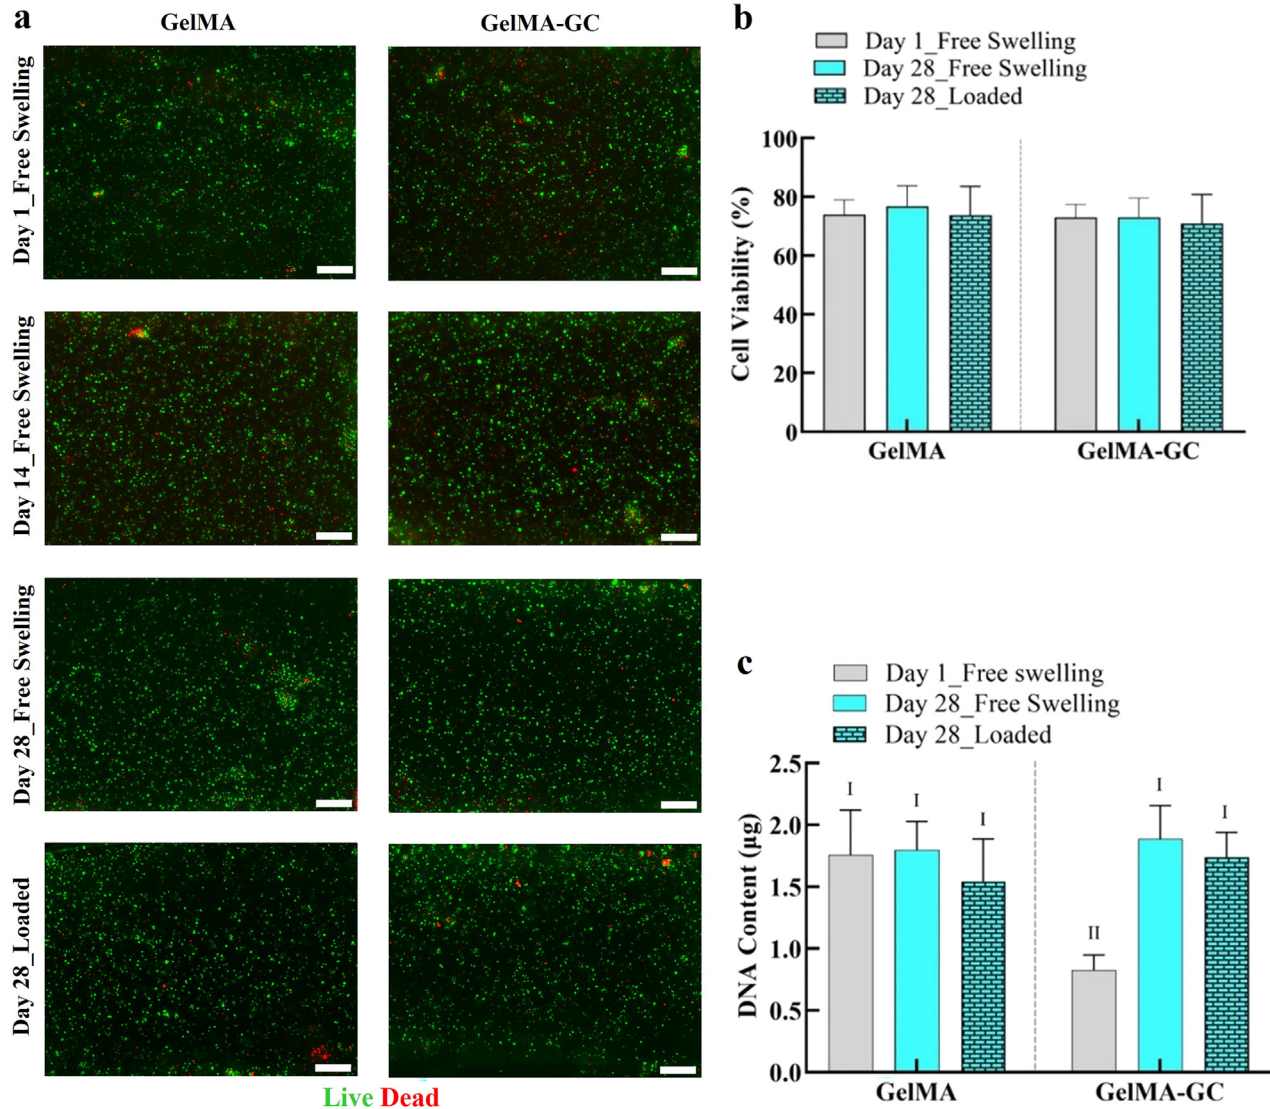 a
GelMA
GelMA-GC
Day 1_Free Swelling
Day 14_Free Swelling
Day 28_Free Swelling
Day 28_Loaded
Live Dead
b
Day 1_Free Swelling
Day 28_Free Swelling
Day 28_Loaded
Cell Viability (%)
100
80
60
40
20
0
GelMA
GelMA-GC
c
Day 1_Free swelling
Day 28_Free Swelling
Day 28_Loaded
DNA Content (µg)
2.5
2.0
1.5
1.0
0.5
0.0
I
I
I
II
I
I
GelMA
GelMA-GC